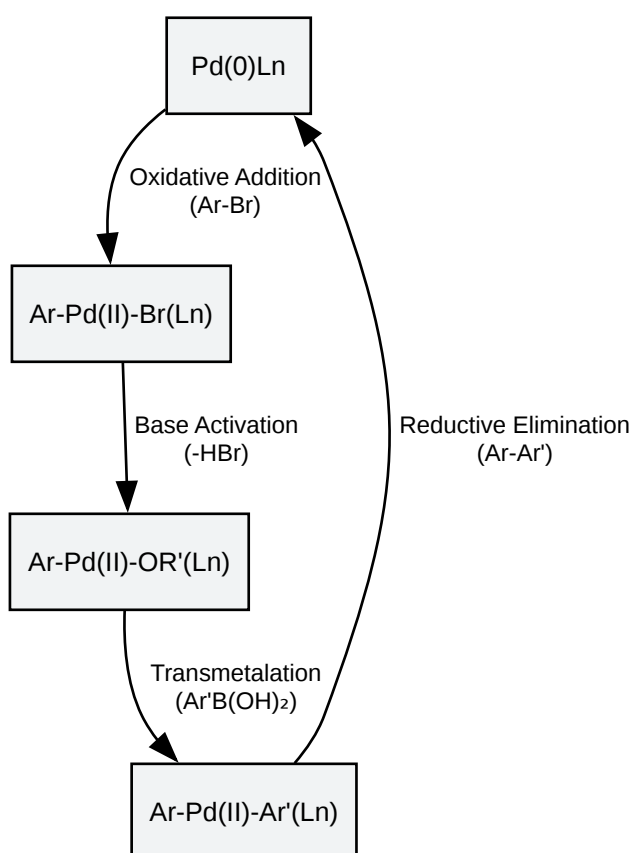 Pd(0)Ln
Oxidative Addition
(Ar-Br)
Ar-Pd(II)-Br(Ln)
Base Activation
(-HBr)
Reductive Elimination
(Ar-Ar')
Ar-Pd(II)-OR'(Ln)
Transmetalation
(Ar'B(OH)₂)
Ar-Pd(II)-Ar'(Ln)